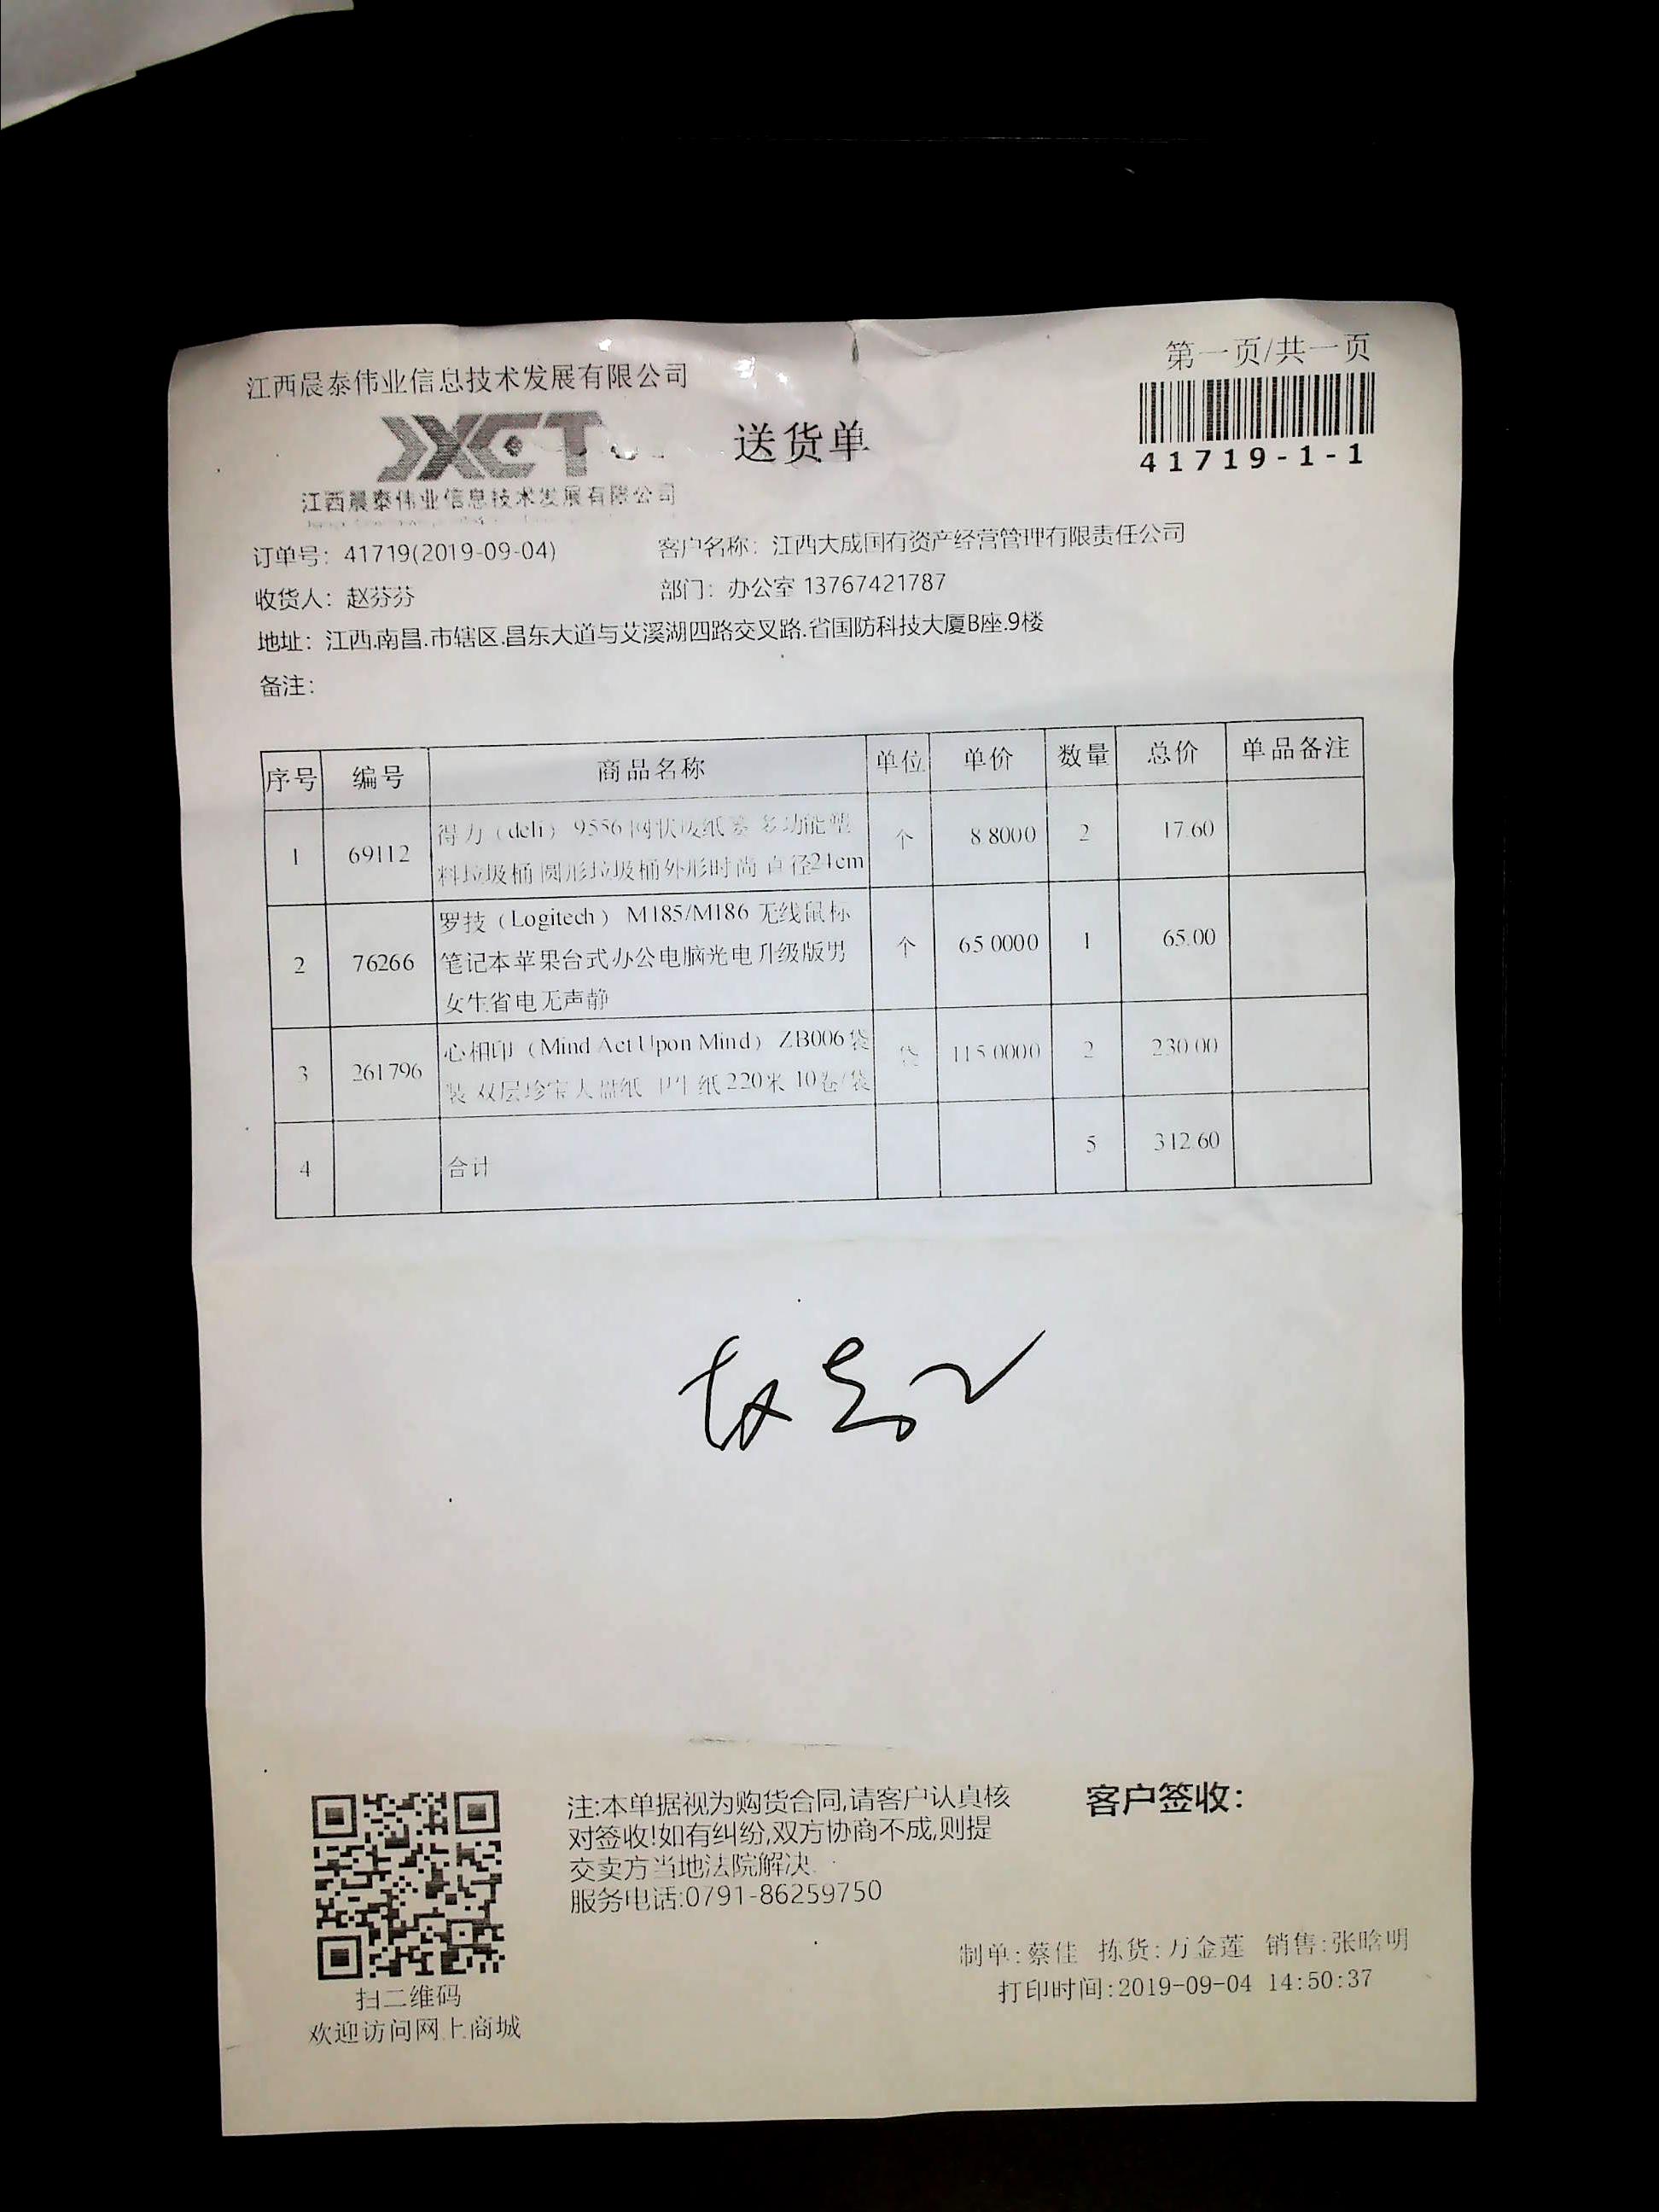 江西晨泰伟业信息技术发展有限公司
第一页/共一页
送货单
41719-1-1
江西晨泰伟业信息技术发展有限公司
订单号: 41719(2019-09-04)
客户名称: 江西大成国有资产经营管理有限责任公司
收货人: 赵芬芬
部门: 办公室 13767421787
地址: 江西.南昌.市辖区.昌东大道与艾溪湖四路交叉路.省国防科技大厦B座.9楼
备注:
序号 编号 商品名称 单位 单价 数量 总价 单品备注
1 69112 得力（deli） 9556 网状废纸篓 多功能塑 个 8.8000 2 17.60
料垃圾桶 圆形垃圾桶外形时尚 直径24cm
2 76266 罗技（Logitech） M185/M186 无线鼠标 个 65.0000 1 65.00
笔记本苹果台式办公电脑光电升级版男
女生省电无声静
3 261796 心相印（Mind Act Upon Mind） ZB006袋 袋 115.0000 2 230.00
装 双层珍宝大盘纸 卫生纸220米 10卷/袋
4 合计 5 312.60
注:本单据视为购货合同,请客户认真核
对签收!如有纠纷,双方协商不成,则提
交卖方当地法院解决.
服务电话:0791-86259750
客户签收:
制单:蔡佳 拣货:万金莲 销售:张晗明
打印时间:2019-09-04 14:50:37
扫二维码
欢迎访问网上商城